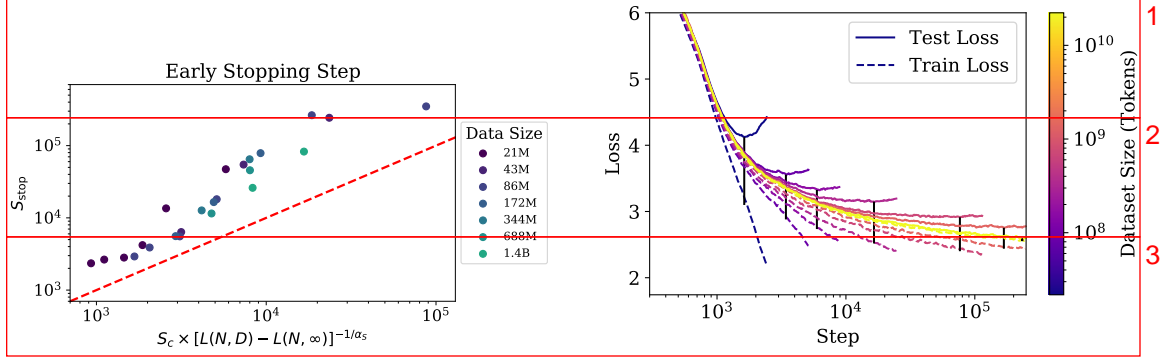 Early Stopping Step
S_stop
10^5
10^4
10^3
10^3
10^4
10^5
S_c × [L(N, D) − L(N, ∞)]^{−1/α_S}
Data Size
21M
43M
86M
172M
344M
688M
1.4B
Loss
6
5
4
3
2
10^3
10^4
10^5
Step
Test Loss
Train Loss
10^10
10^9
10^8
Dataset Size (Tokens)
1
2
3